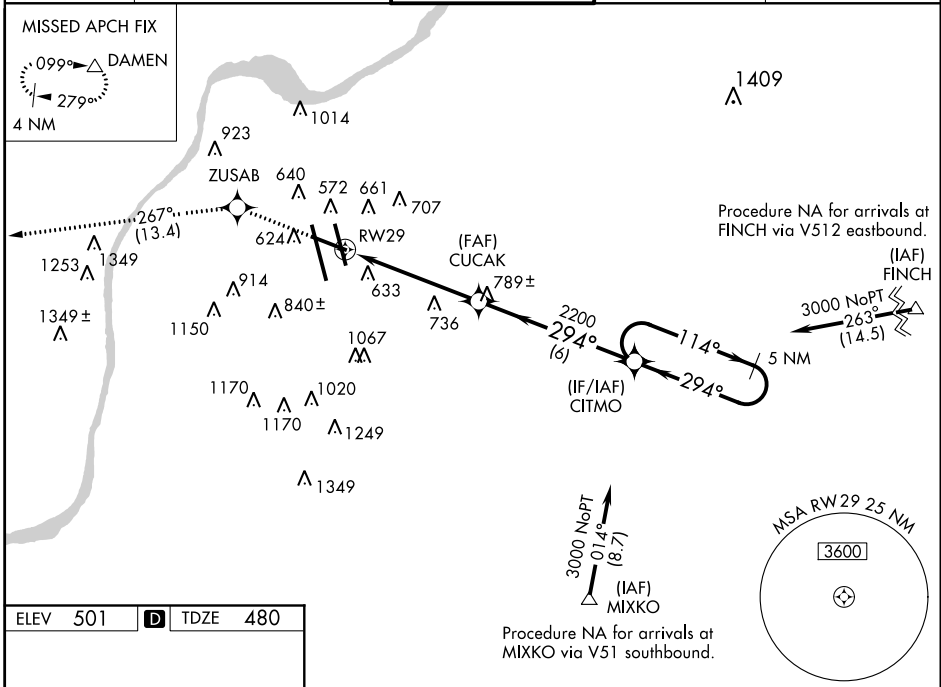 MISSED APCH FIX
099°
DAMEN
279°
4 NM
1409
1014
923
ZUSAB
640
572
661
707
267°
(13.4)
624
RW29
Procedure NA for arrivals at
FINCH via V512 eastbound.
(IAF)
FINCH
(FAF)
CUCAK
1349
1253
633
789±
914
840±
1150
736
3000 NoPT
263°
(14.5)
1349±
2200
294°
(6)
114°
5 NM
1067
294°
(IF/IAF)
CITMO
1170
1020
1170
1249
1349
3000 NoPT
014°
(8.7)
(IAF)
MIXKO
Procedure NA for arrivals at
MIXKO via V51 southbound.
MSA RW29 25 NM
3600
ELEV 501 D TDZE 480